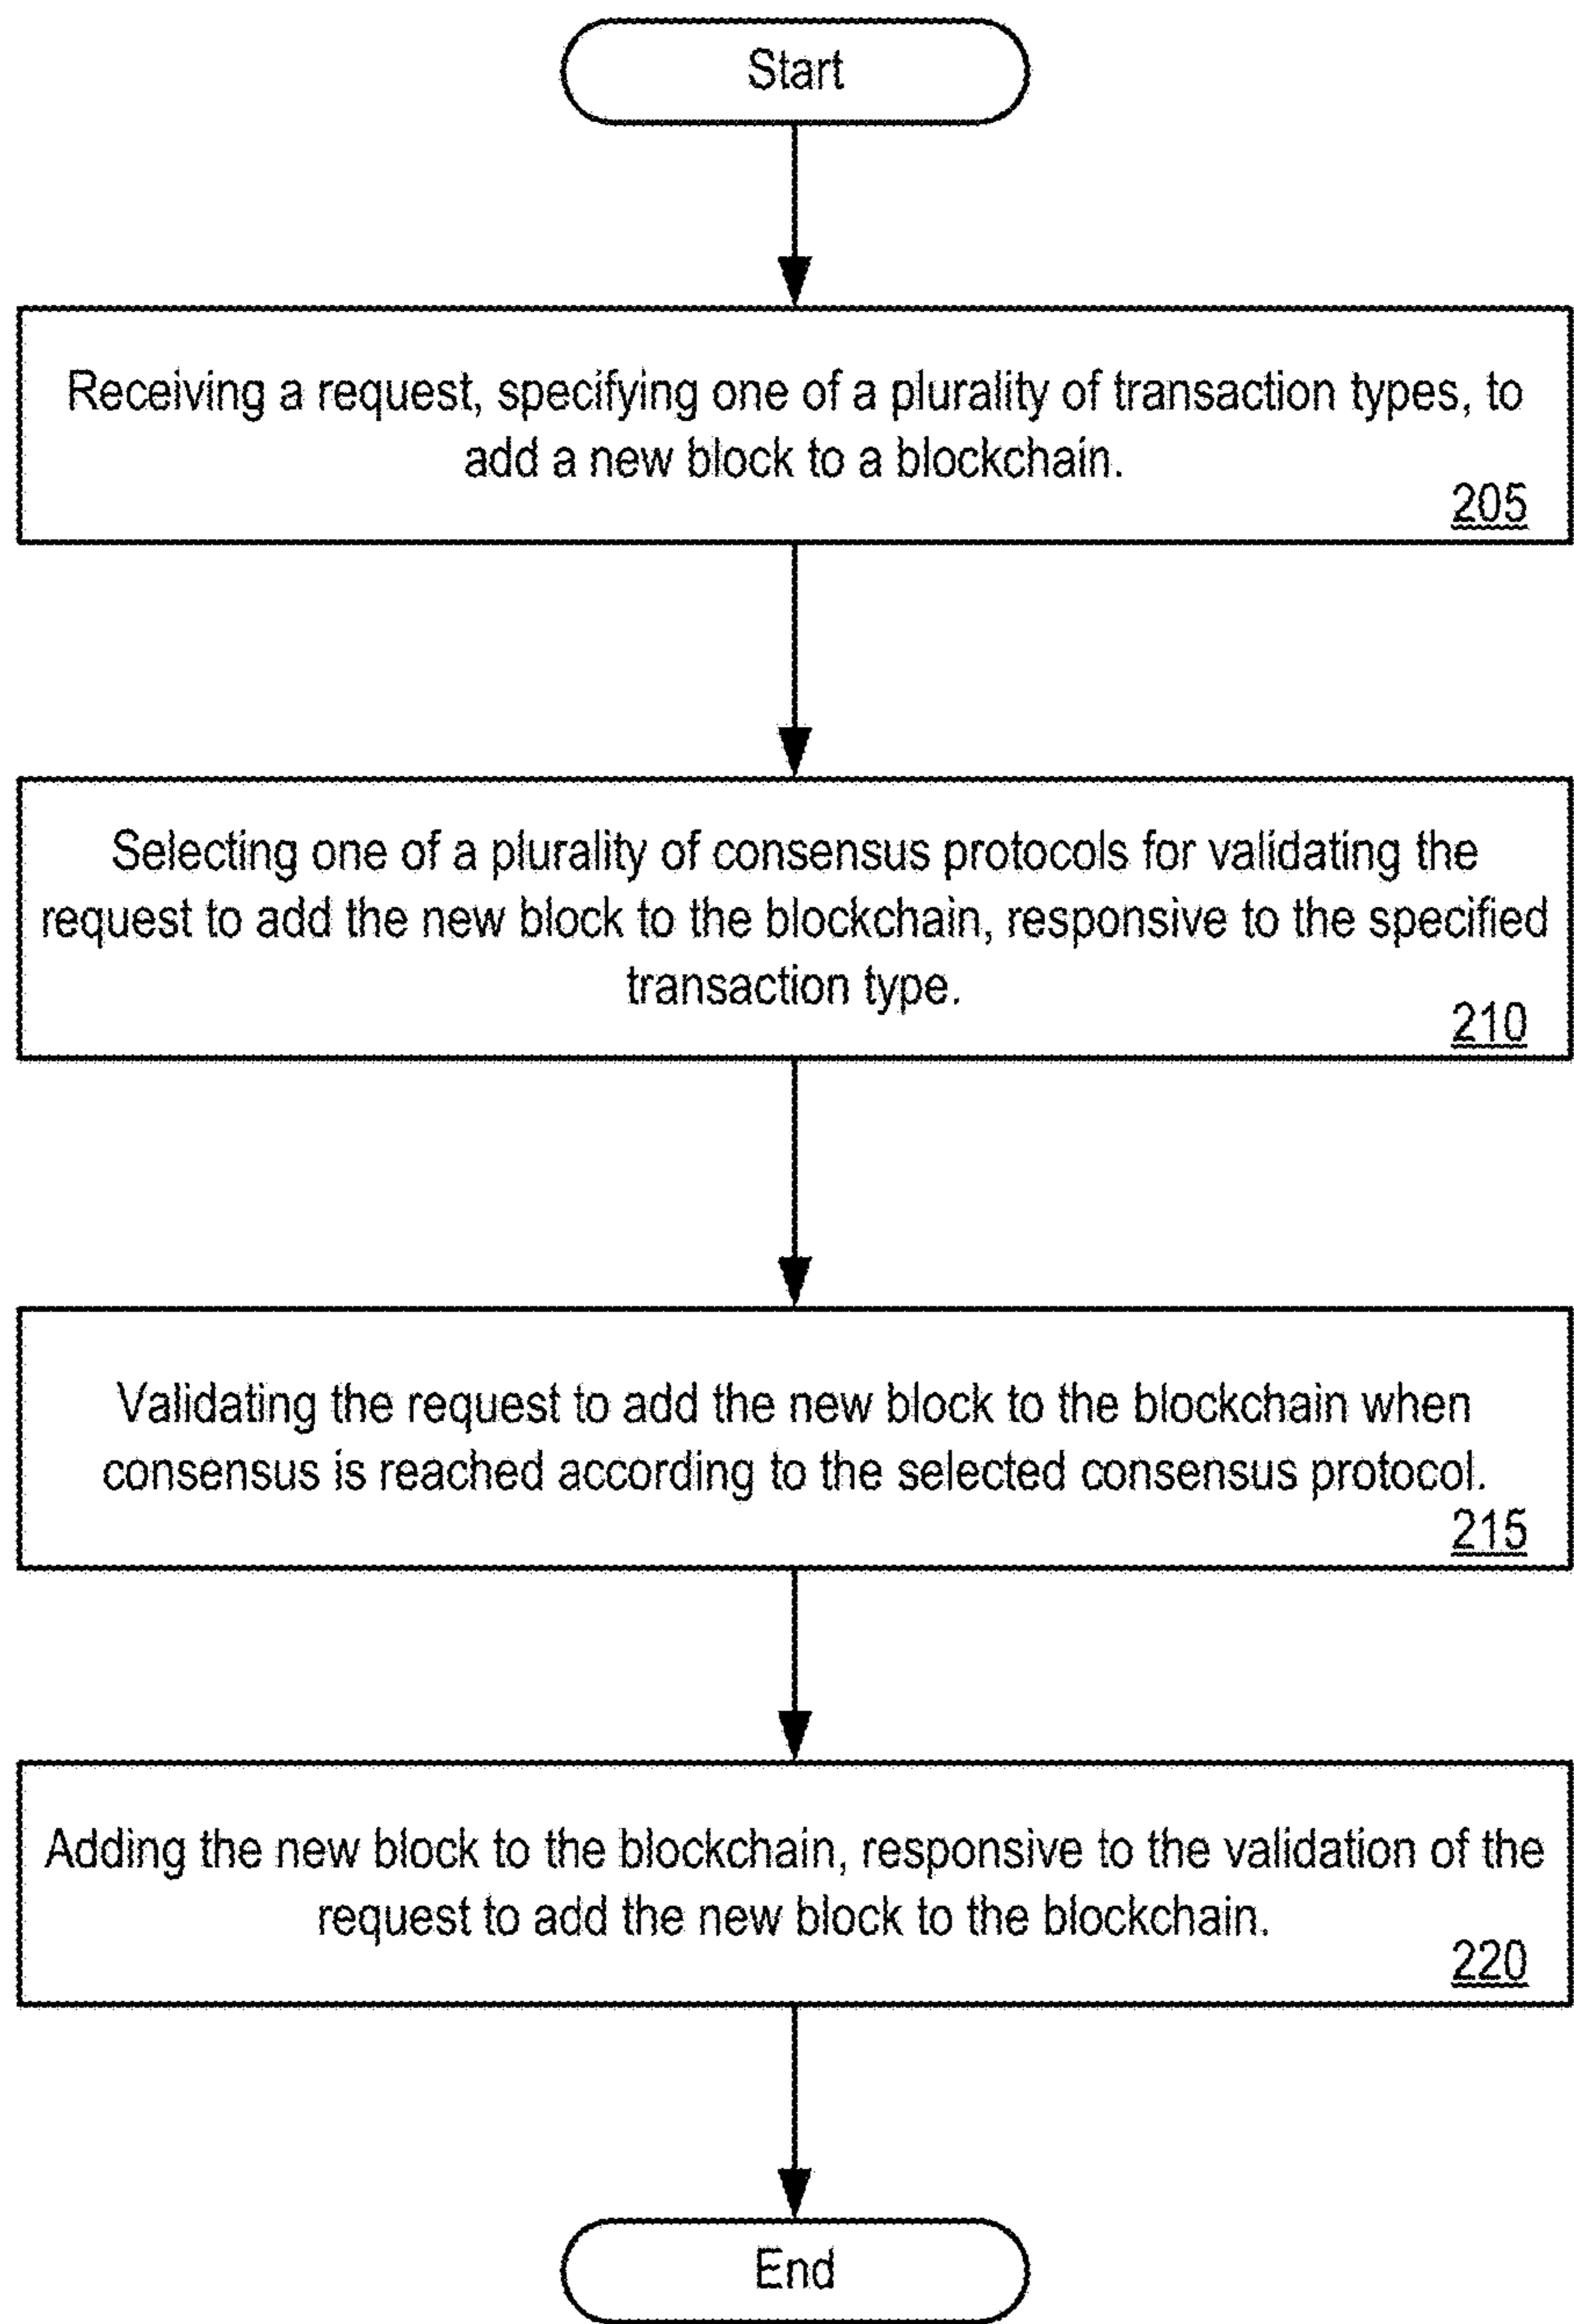 Start
Receiving a request, specifying one of a plurality of transaction types, to
add a new block to a blockchain.
205
Selecting one of a plurality of consensus protocols for validating the
request to add the new block to the blockchain, responsive to the specified
transaction type.
210
Validating the request to add the new block to the blockchain when
consensus is reached according to the selected consensus protocol.
215
Adding the new block to the blockchain, responsive to the validation of the
request to add the new block to the blockchain.
220
End